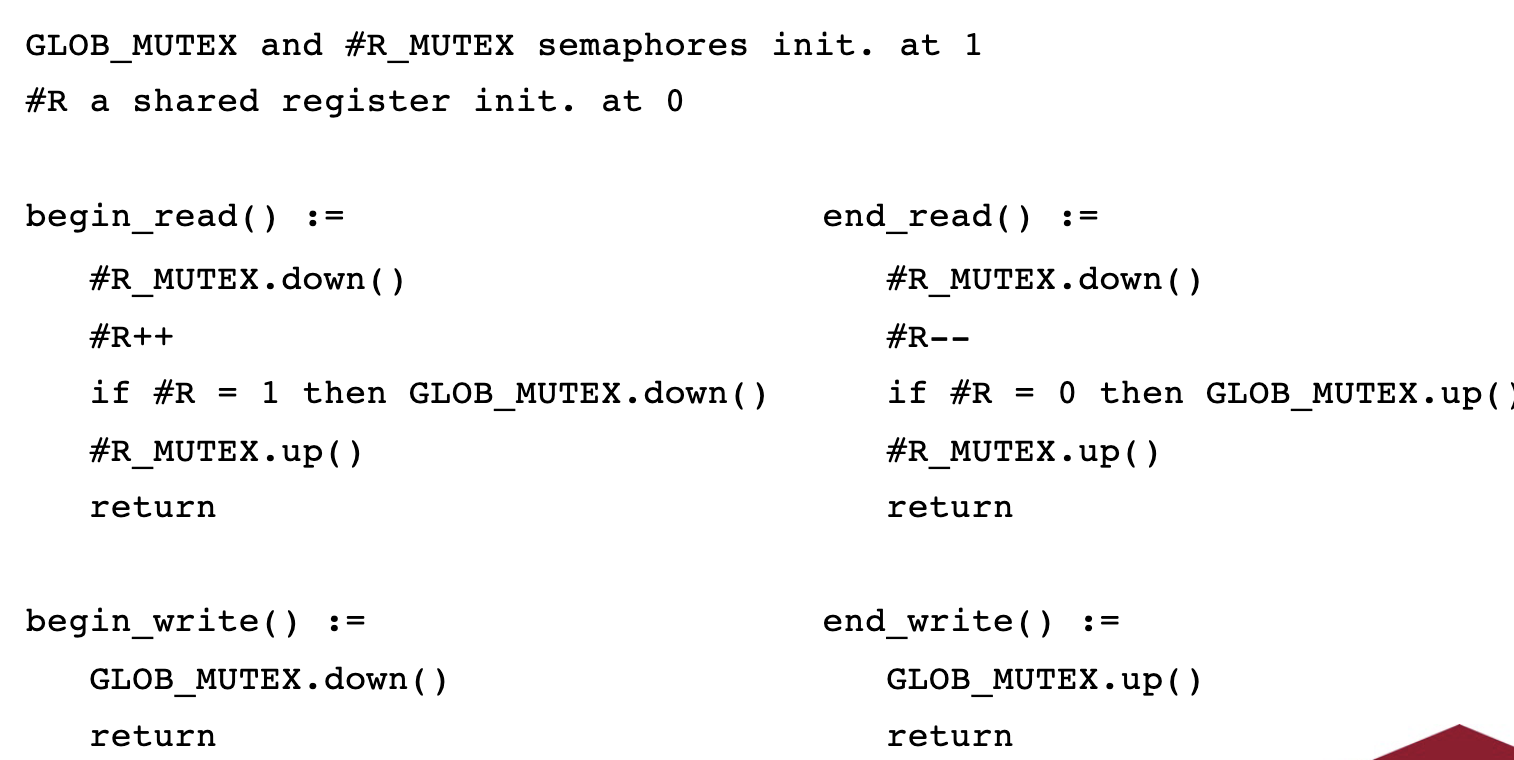 GLOB_MUTEX and #R_MUTEX semaphores init. at 1
#R a shared register init. at 0
begin_read() :=
#R_MUTEX.down()
#R++
if #R = 1 then GLOB_MUTEX.down()
#R_MUTEX.up()
return
end_read() :=
#R_MUTEX.down()
#R--
if #R = 0 then GLOB_MUTEX.up()
#R_MUTEX.up()
return
begin_write() :=
GLOB_MUTEX.down()
return
end_write() :=
GLOB_MUTEX.up()
return